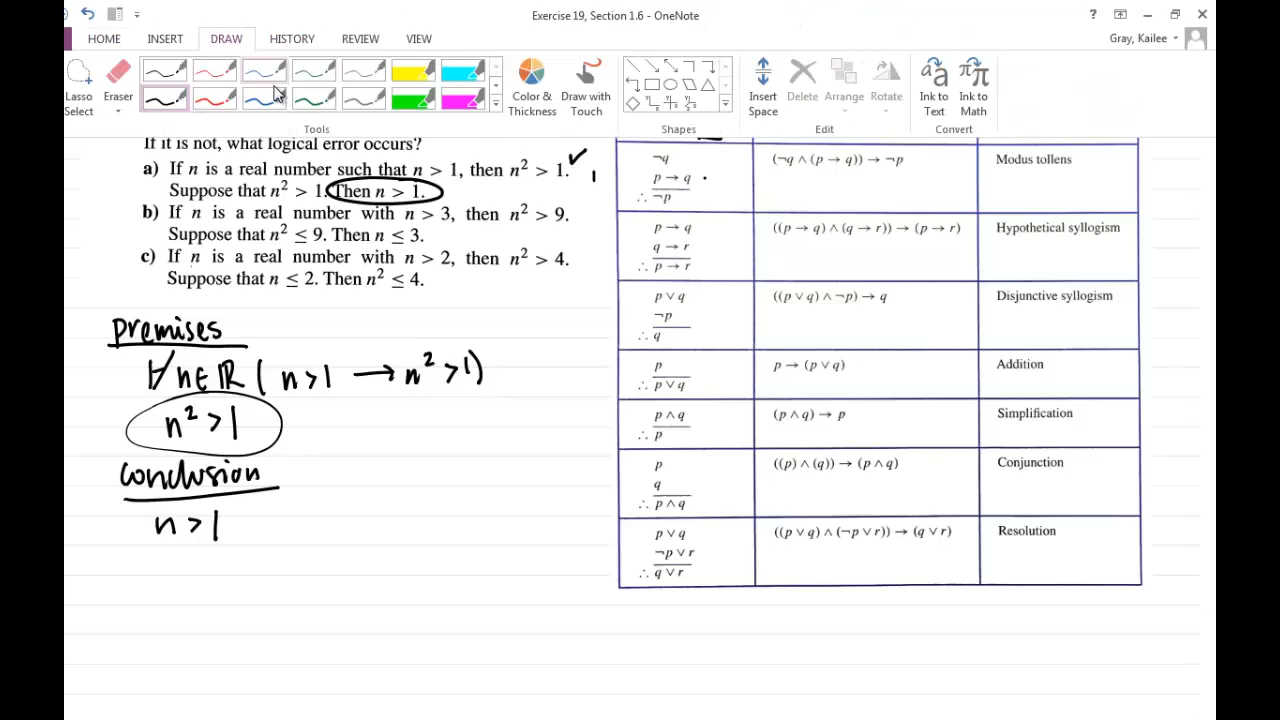 Exercise 19, Section 1.6 - OneNote
HOME INSERT DRAW HISTORY REVIEW VIEW
Gray, Kailee
Lasso Select
Eraser
Color & Thickness
Draw with Touch
Insert Space
Delete
Arrange
Rotate
Ink to Text
Ink to Math
Tools
Shapes
Edit
Convert
If it is not, what logical error occurs?
a) If n is a real number such that n > 1, then n² > 1. ✓
Suppose that n² > 1. Then n > 1.
b) If n is a real number with n > 3, then n² > 9.
Suppose that n² ≤ 9. Then n ≤ 3.
c) If n is a real number with n > 2, then n² > 4.
Suppose that n ≤ 2. Then n² ≤ 4.
premises
∀n∈ℝ ( n>1 → n² >1)
n² >1
conclusion
n >1
¬q
p → q
∴ ¬p
(¬q ∧ (p → q)) → ¬p
Modus tollens
p → q
q → r
∴ p → r
((p → q) ∧ (q → r)) → (p → r)
Hypothetical syllogism
p ∨ q
¬p
∴ q
((p ∨ q) ∧ ¬p) → q
Disjunctive syllogism
p
∴ p ∨ q
p → (p ∨ q)
Addition
p ∧ q
∴ p
(p ∧ q) → p
Simplification
p
q
∴ p ∧ q
((p) ∧ (q)) → (p ∧ q)
Conjunction
p ∨ q
¬p ∨ r
∴ q ∨ r
((p ∨ q) ∧ (¬p ∨ r)) → (q ∨ r)
Resolution